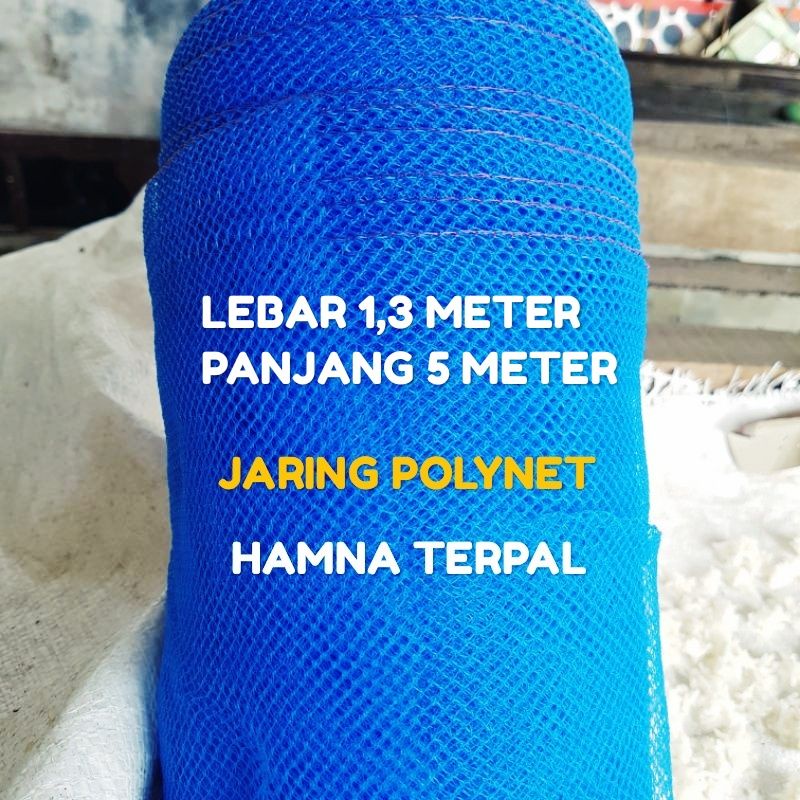 LEBAR 1,3 METER
PANJANG 5 METER
JARING POLYNET
HAMNA TERPAL